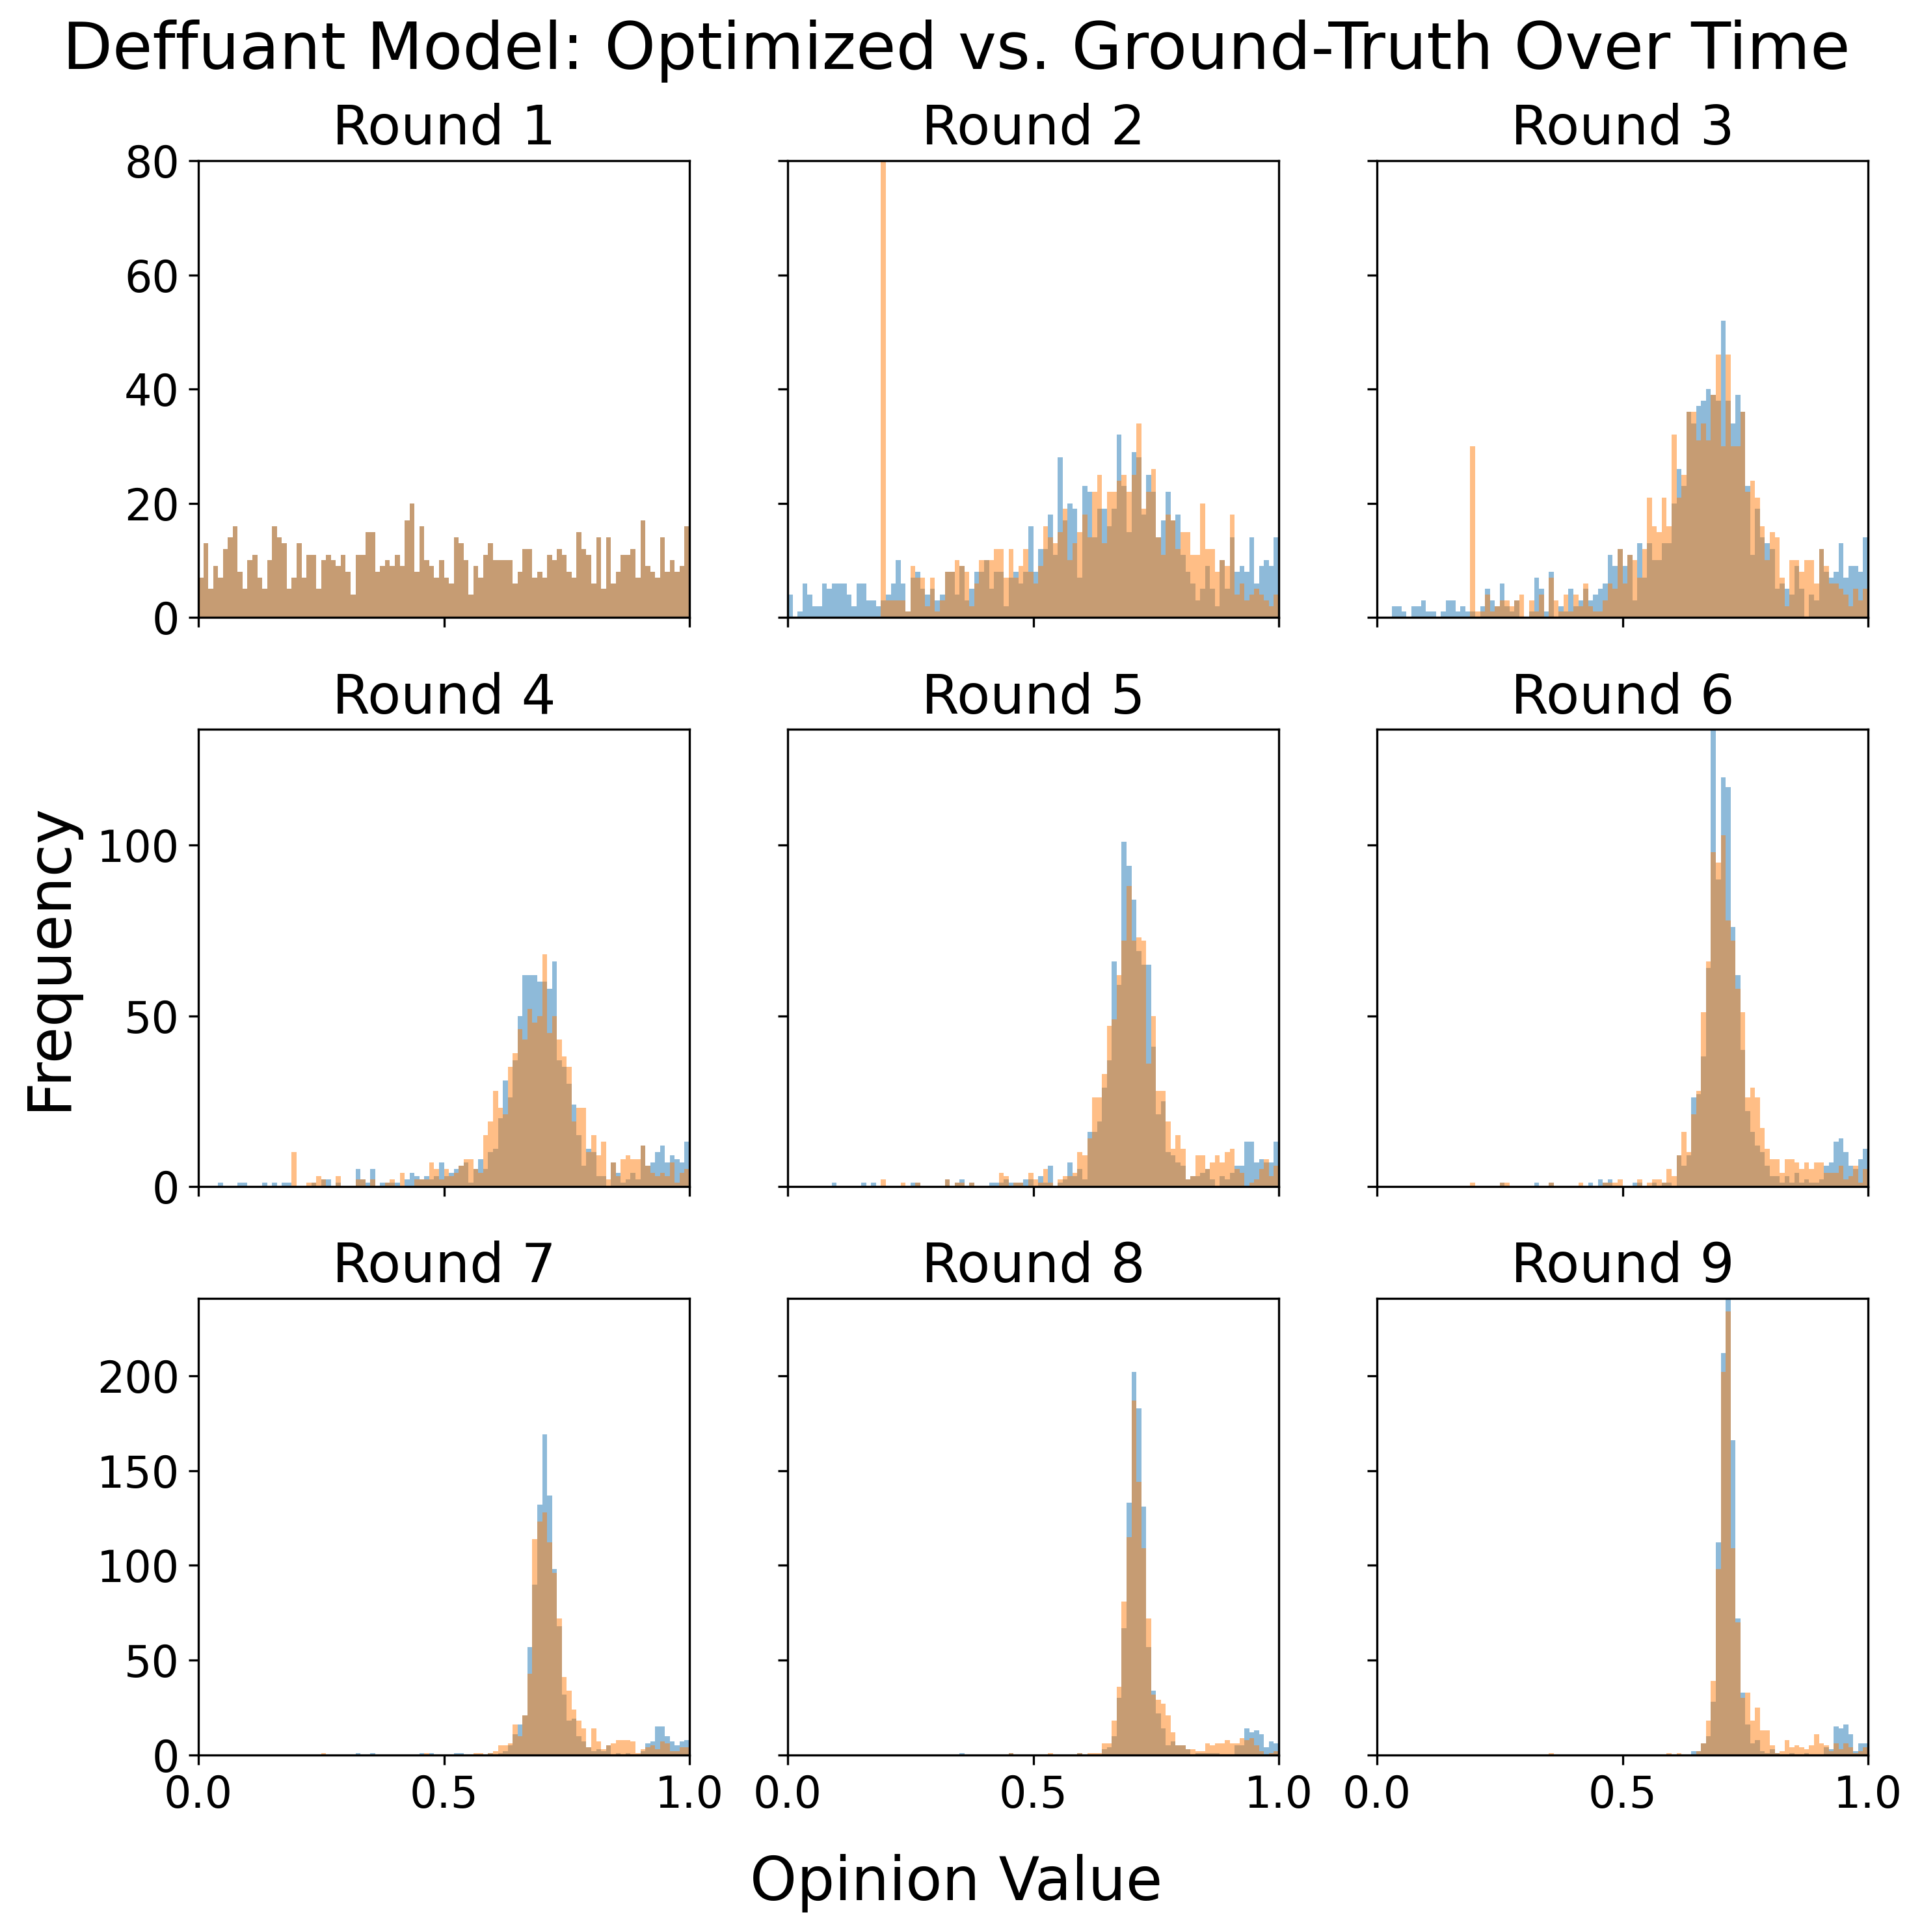 Deffuant Model: Optimized vs. Ground-Truth Over Time
Round 1
Round 2
Round 3
80
60
40
20
0
Round 4
Round 5
Round 6
Frequency
100
50
0
Round 7
Round 8
Round 9
200
150
100
50
0
0.0 0.5 1.0 0.0 0.5 1.0 0.0 0.5 1.0
Opinion Value